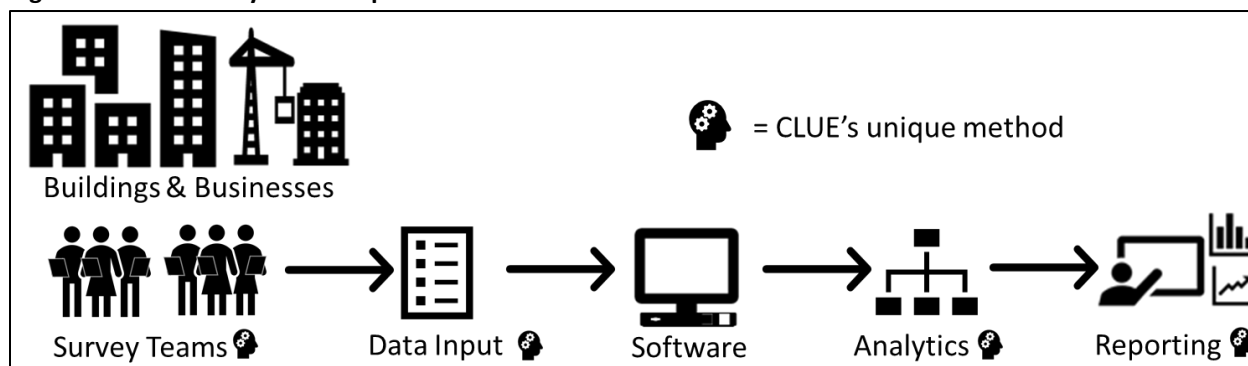 Buildings & Businesses
= CLUE's unique method
Survey Teams
Data Input
Software
Analytics
Reporting